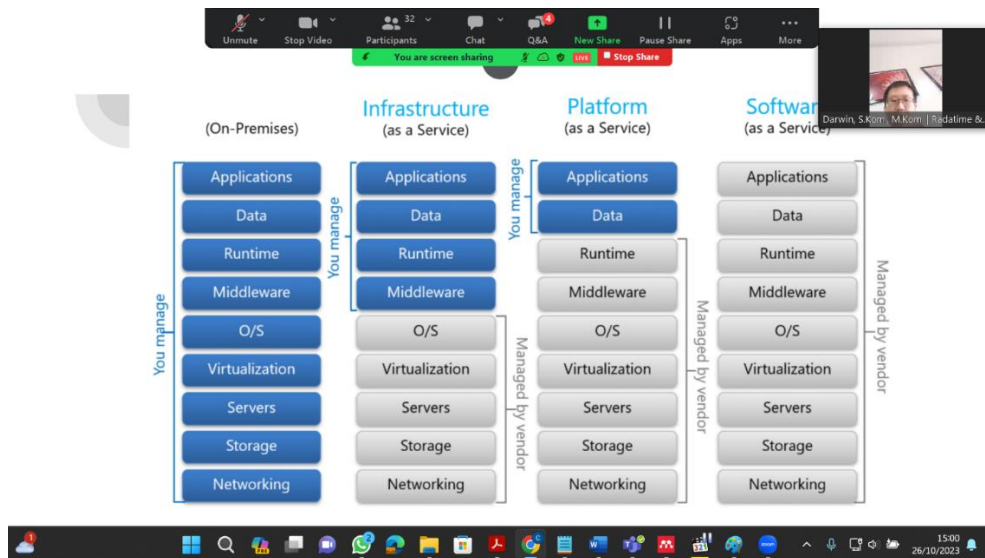 32
4
Unmute
Stop Video
Participants
Chat
Q&A
New Share
Pause Share
Apps
More
You are screen sharing
LIVE
Stop Share
Darwin, S.Kom., M.Kom | Radatime &..
(On-Premises)
Infrastructure
(as a Service)
Platform
(as a Service)
Softwar
(as a Service)
You manage
Applications
Data
Runtime
Middleware
O/S
Virtualization
Servers
Storage
Networking
You manage
Applications
Data
Runtime
Middleware
O/S
Virtualization
Servers
Storage
Networking
Managed by vendor
You manage
Applications
Data
Runtime
Middleware
O/S
Virtualization
Servers
Storage
Networking
Managed by vendor
Applications
Data
Runtime
Middleware
O/S
Virtualization
Servers
Storage
Networking
Managed by vendor
1
2
321
15:00
26/10/2023